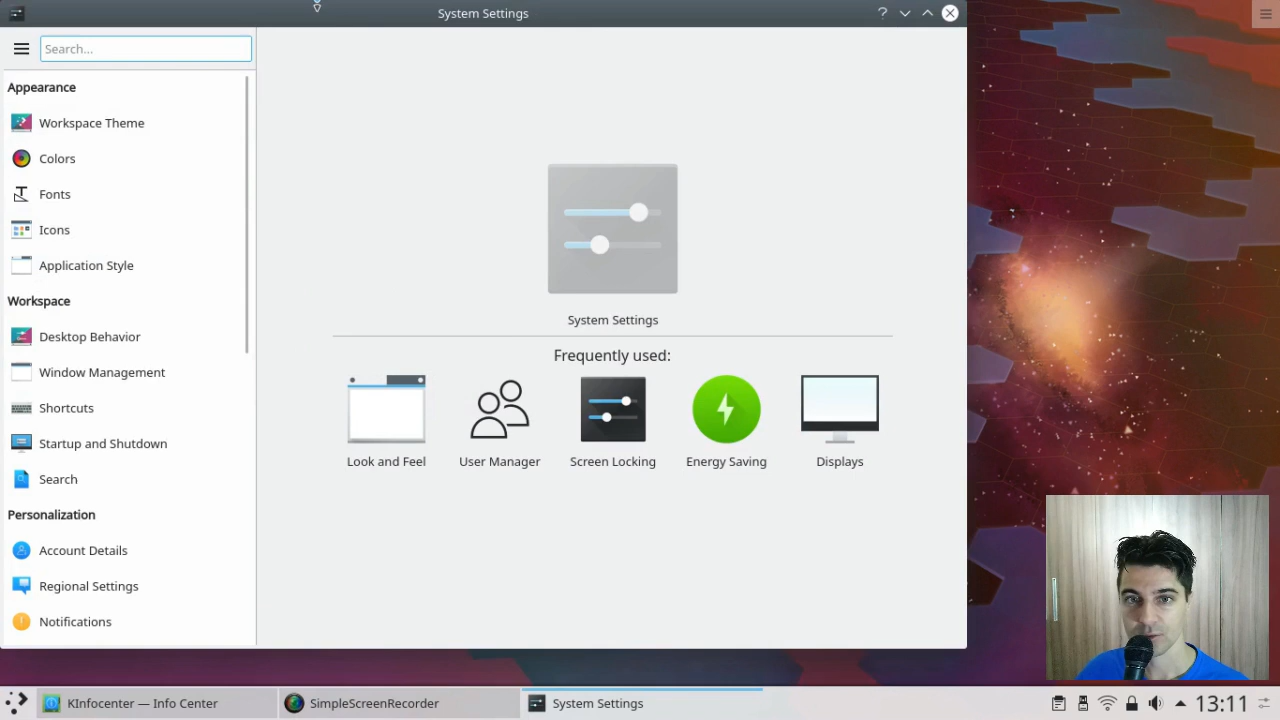 System Settings
?
Search...
Appearance
Workspace Theme
Colors
Fonts
Icons
Application Style
Workspace
Desktop Behavior
Window Management
Shortcuts
Startup and Shutdown
Search
Personalization
Account Details
Regional Settings
Notifications
System Settings
Frequently used:
Look and Feel
User Manager
Screen Locking
Energy Saving
Displays
KInfocenter — Info Center
SimpleScreenRecorder
System Settings
13:11